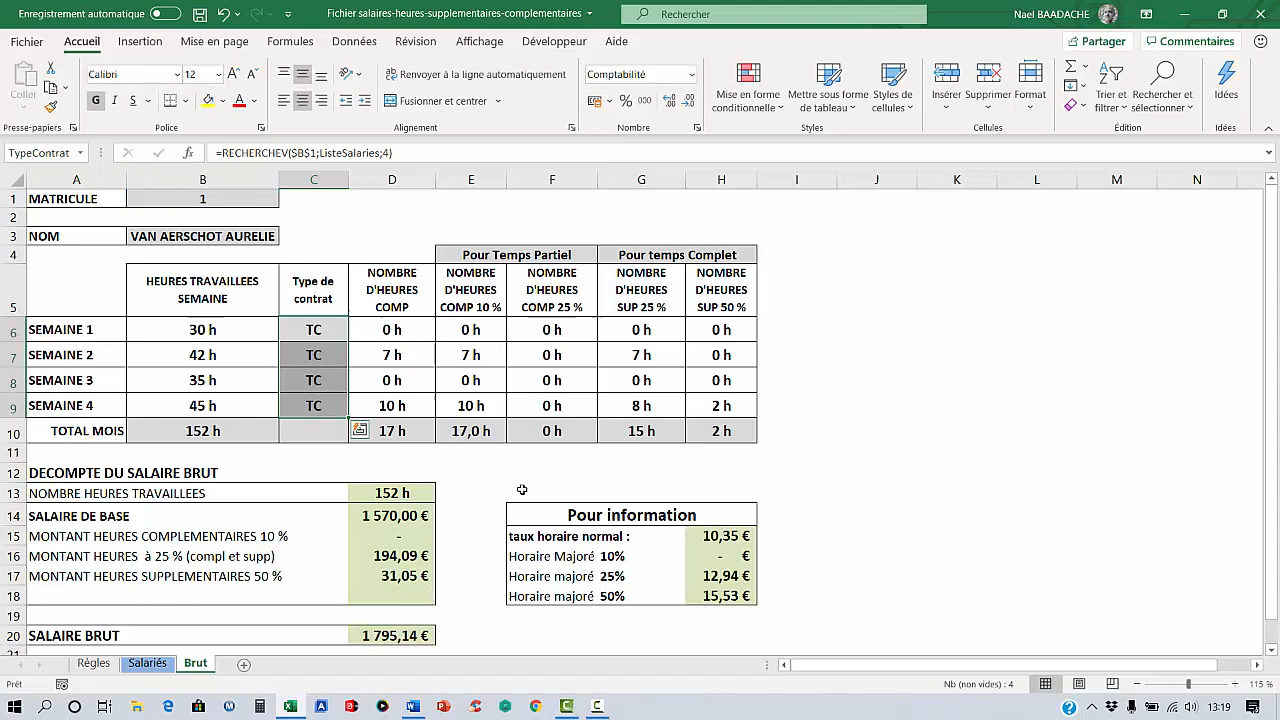 Enregistrement automatique
Fichier salaires-heures-supplementaires-complementaires
Rechercher
Nael BAADACHE
Fichier Accueil Insertion Mise en page Formules Données Révision Affichage Développeur Aide
Partager
Commentaires
Coller
Calibri 12
Renvoyer à la ligne automatiquement
Comptabilité
Mise en forme conditionnelle
Mettre sous forme de tableau
Styles de cellules
Insérer Supprimer Format
Trier et filtrer
Rechercher et sélectionner
Idées
G I S
Fusionner et centrer
% 000
Presse-papiers Police Alignement Nombre Styles Cellules Édition Idées
TypeContrat
fx
=RECHERCHEV($B$1;ListeSalaries;4)
A B C D E F G H I J K L M N
1 MATRICULE 1
2
3 NOM VAN AERSCHOT AURELIE
4 Pour Temps Partiel Pour temps Complet
5 HEURES TRAVAILLEES SEMAINE Type de contrat NOMBRE D'HEURES COMP NOMBRE D'HEURES COMP 10 % NOMBRE D'HEURES COMP 25 % NOMBRE D'HEURES SUP 25 % NOMBRE D'HEURES SUP 50 %
6 SEMAINE 1 30 h TC 0 h 0 h 0 h 0 h 0 h
7 SEMAINE 2 42 h TC 7 h 7 h 0 h 7 h 0 h
8 SEMAINE 3 35 h TC 0 h 0 h 0 h 0 h 0 h
9 SEMAINE 4 45 h TC 10 h 10 h 0 h 8 h 2 h
10 TOTAL MOIS 152 h 17 h 17,0 h 0 h 15 h 2 h
11
12 DECOMPTE DU SALAIRE BRUT
13 NOMBRE HEURES TRAVAILLEES 152 h
14 SALAIRE DE BASE 1 570,00 € Pour information
15 MONTANT HEURES COMPLEMENTAIRES 10 % - taux horaire normal : 10,35 €
16 MONTANT HEURES à 25 % (compl et supp) 194,09 € Horaire Majoré 10% - €
17 MONTANT HEURES SUPPLEMENTAIRES 50 % 31,05 € Horaire majoré 25% 12,94 €
18 Horaire majoré 50% 15,53 €
19
20 SALAIRE BRUT 1 795,14 €
21
Règles Salariés Brut
Prêt
Nb (non vides) : 4
115 %
13:19